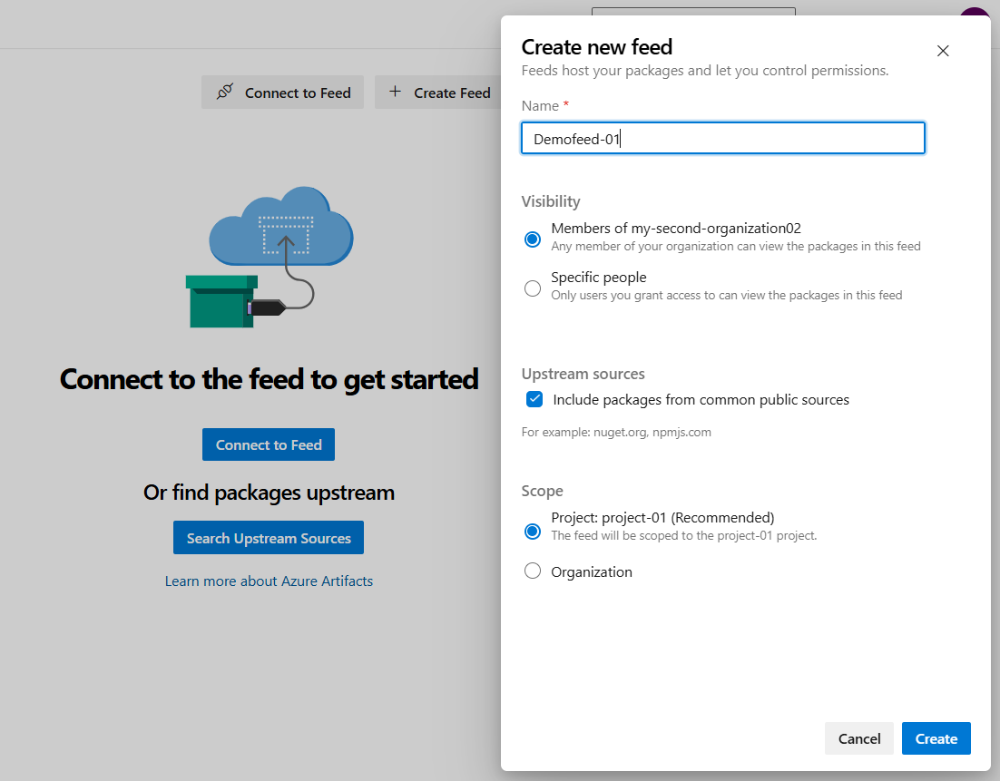 Connect to Feed
Create Feed
Connect to the feed to get started
Connect to Feed
Or find packages upstream
Search Upstream Sources
Learn more about Azure Artifacts
Create new feed
Feeds host your packages and let you control permissions.
Name *
Demofeed-01
Visibility
Members of my-second-organization02
Any member of your organization can view the packages in this feed
Specific people
Only users you grant access to can view the packages in this feed
Upstream sources
Include packages from common public sources
For example: nuget.org, npmjs.com
Scope
Project: project-01 (Recommended)
The feed will be scoped to the project-01 project.
Organization
Cancel
Create